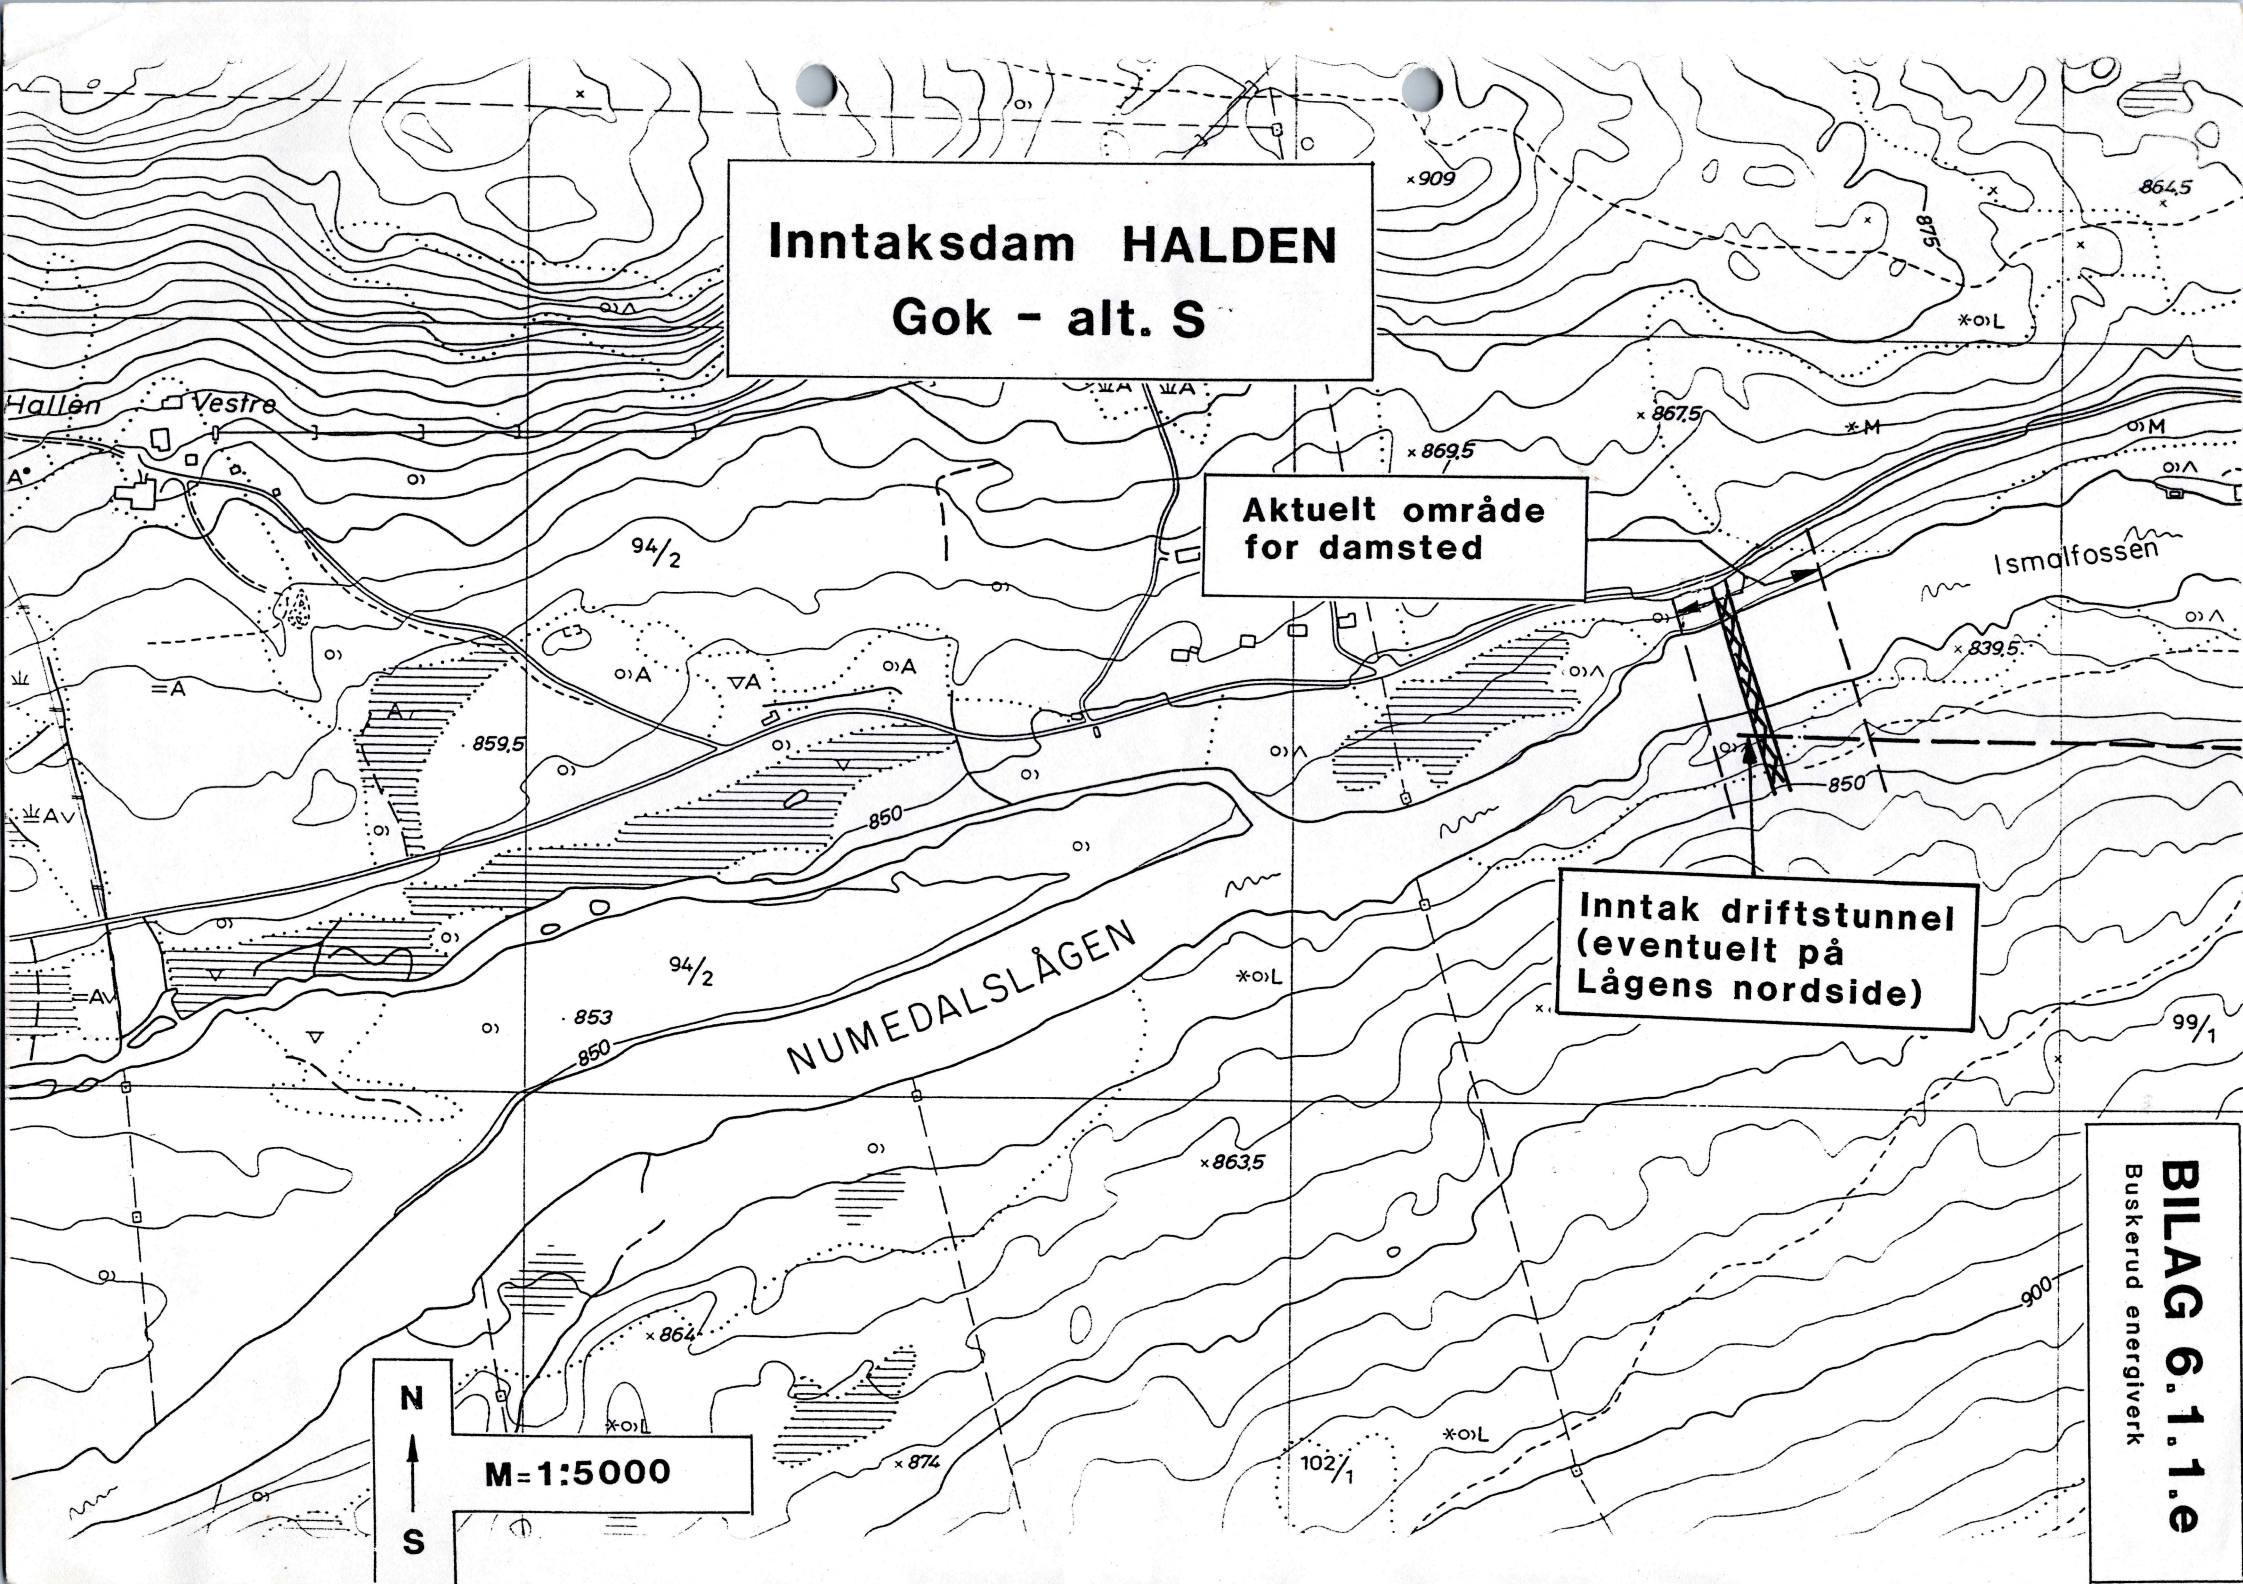 Inntaksdam HALDEN
Gok - alt. S
×909
875
864,5
Hallen
Vestre
×867,5
*M
M
×869,5
Aktuelt område
for damsted
94/2
Ismalfossen
×839,5
=A
A
A
A
A
·859,5
850
850
850
Inntak driftstunnel
(eventuelt på
Lågens nordside)
94/2
·853
NUMEDALSLÅGEN
99/1
×863,5
×864
×874
102/1
900
N
S
M=1:5000
BILAG 6.1.1.e
Buskerud energiverk